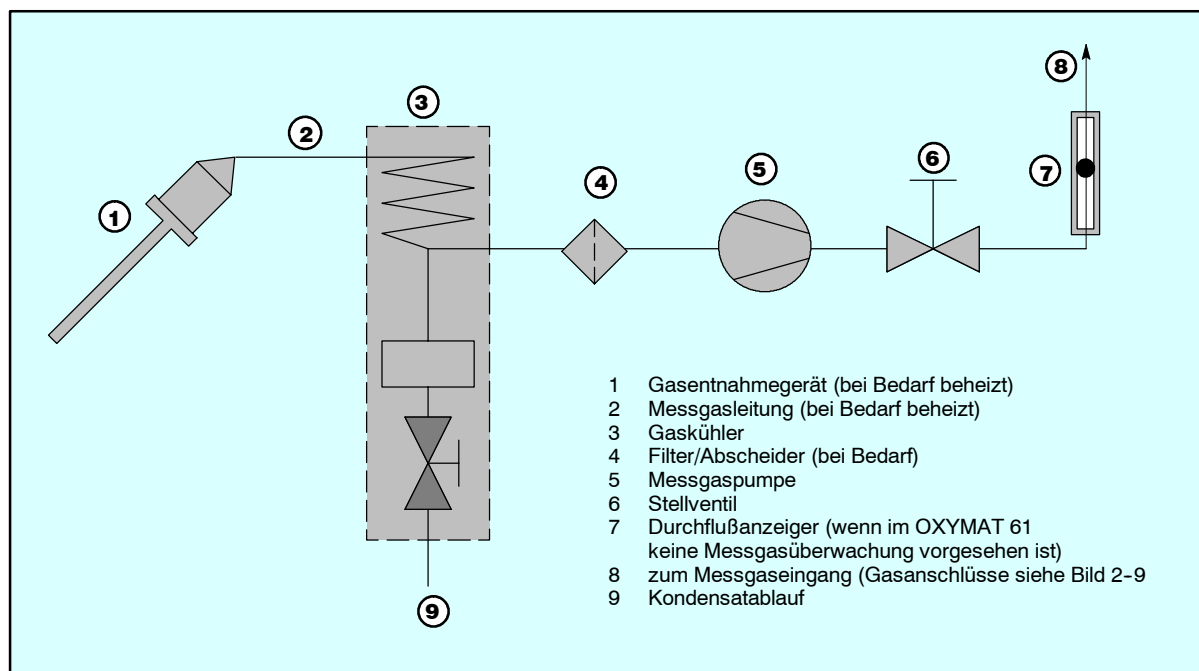 8
3
2
6
4
5
7
1
1 Gasentnahmegerät (bei Bedarf beheizt)
2 Messgasleitung (bei Bedarf beheizt)
3 Gaskühler
4 Filter/Abscheider (bei Bedarf)
5 Messgaspumpe
6 Stellventil
7 Durchflußanzeiger (wenn im OXYMAT 61
keine Messgasüberwachung vorgesehen ist)
8 zum Messgaseingang (Gasanschlüsse siehe Bild 2-9
9 Kondensatablauf
9